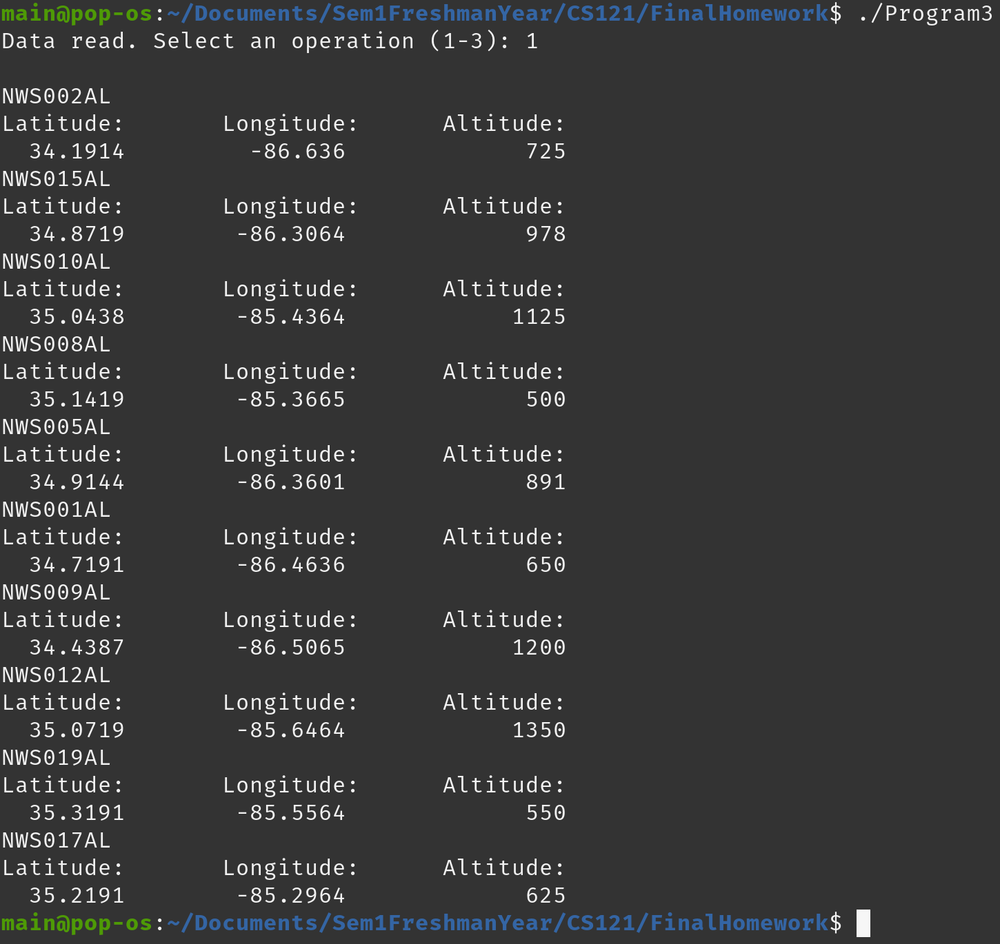 main@pop-os:~/Documents/Sem1FreshmanYear/CS121/FinalHomework$ ./Program3
Data read. Select an operation (1-3): 1

NWS002AL
Latitude:       Longitude:      Altitude:
  34.1914         -86.636             725
NWS015AL
Latitude:       Longitude:      Altitude:
  34.8719        -86.3064             978
NWS010AL
Latitude:       Longitude:      Altitude:
  35.0438        -85.4364            1125
NWS008AL
Latitude:       Longitude:      Altitude:
  35.1419        -85.3665             500
NWS005AL
Latitude:       Longitude:      Altitude:
  34.9144        -86.3601             891
NWS001AL
Latitude:       Longitude:      Altitude:
  34.7191        -86.4636             650
NWS009AL
Latitude:       Longitude:      Altitude:
  34.4387        -86.5065            1200
NWS012AL
Latitude:       Longitude:      Altitude:
  35.0719        -85.6464            1350
NWS019AL
Latitude:       Longitude:      Altitude:
  35.3191        -85.5564             550
NWS017AL
Latitude:       Longitude:      Altitude:
  35.2191        -85.2964             625
main@pop-os:~/Documents/Sem1FreshmanYear/CS121/FinalHomework$